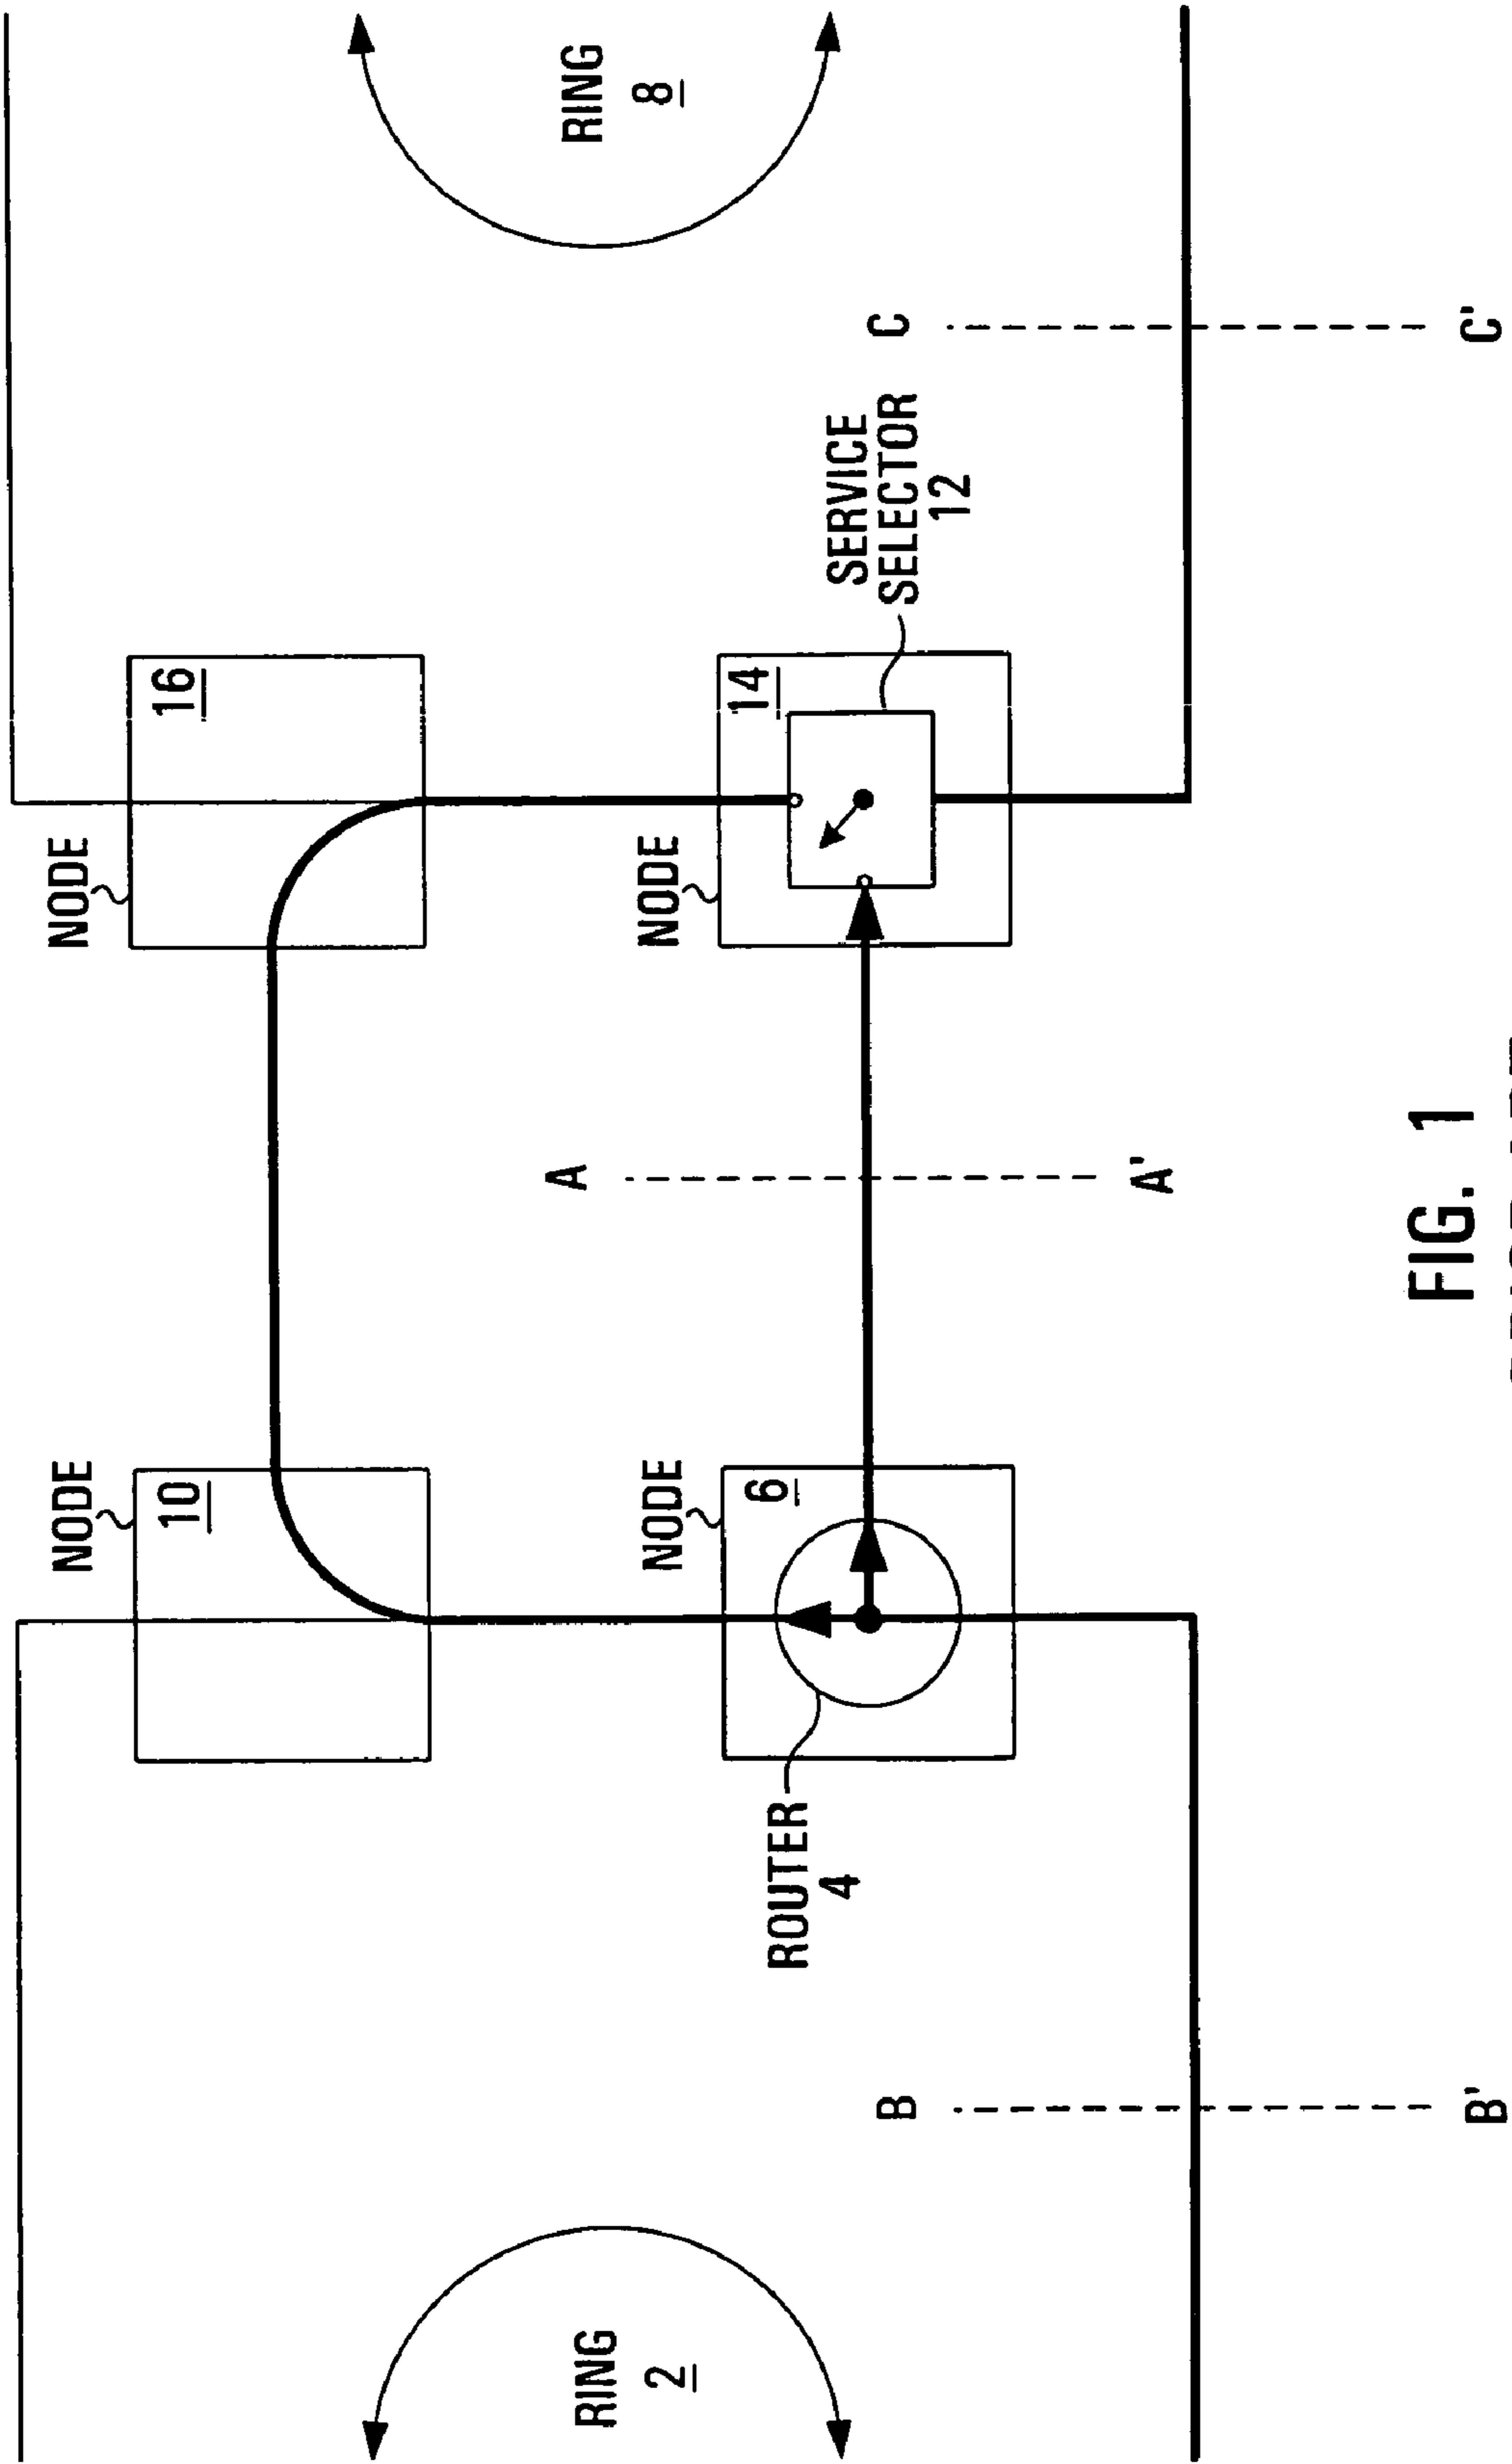 NODE
10
NODE
16
RING
2
RING
8
A
NODE
6
NODE
14
ROUTER
4
SERVICE
SELECTOR
12
B
C
A'
B'
C'
FIG. 1